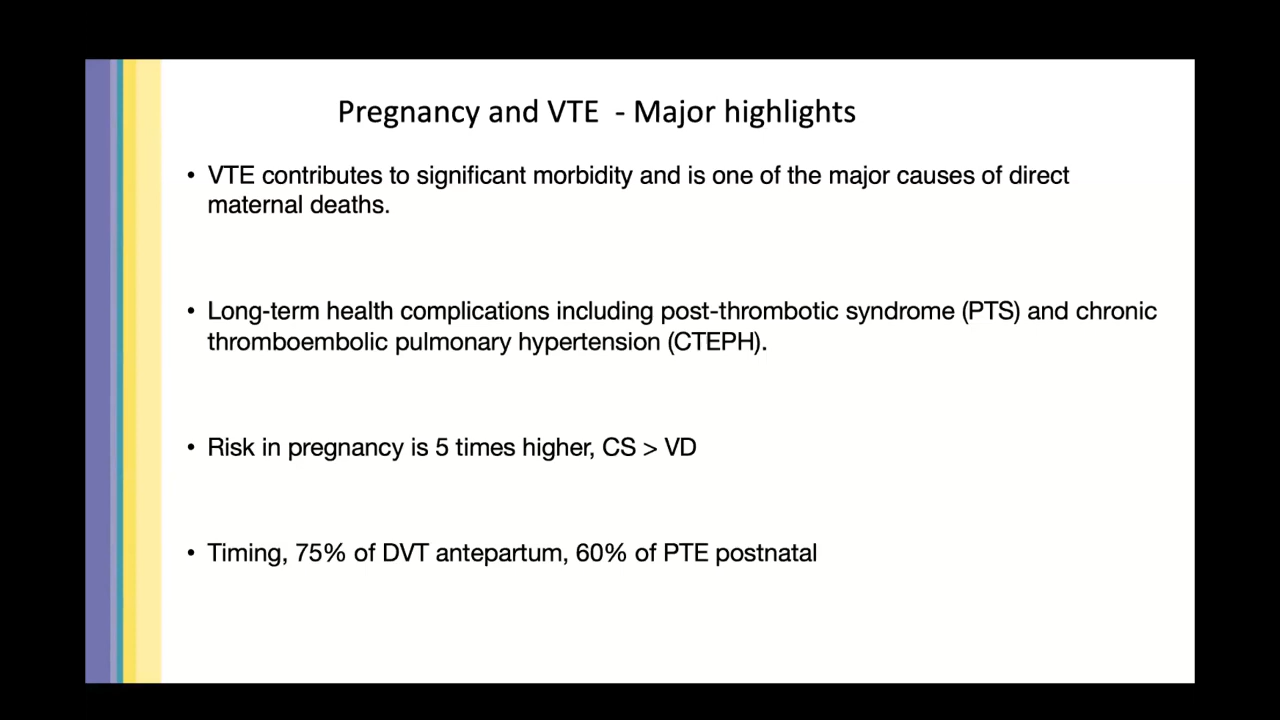 Pregnancy and VTE - Major highlights
• VTE contributes to significant morbidity and is one of the major causes of direct
maternal deaths.
• Long-term health complications including post-thrombotic syndrome (PTS) and chronic
thromboembolic pulmonary hypertension (CTEPH).
• Risk in pregnancy is 5 times higher, CS > VD
• Timing, 75% of DVT antepartum, 60% of PTE postnatal